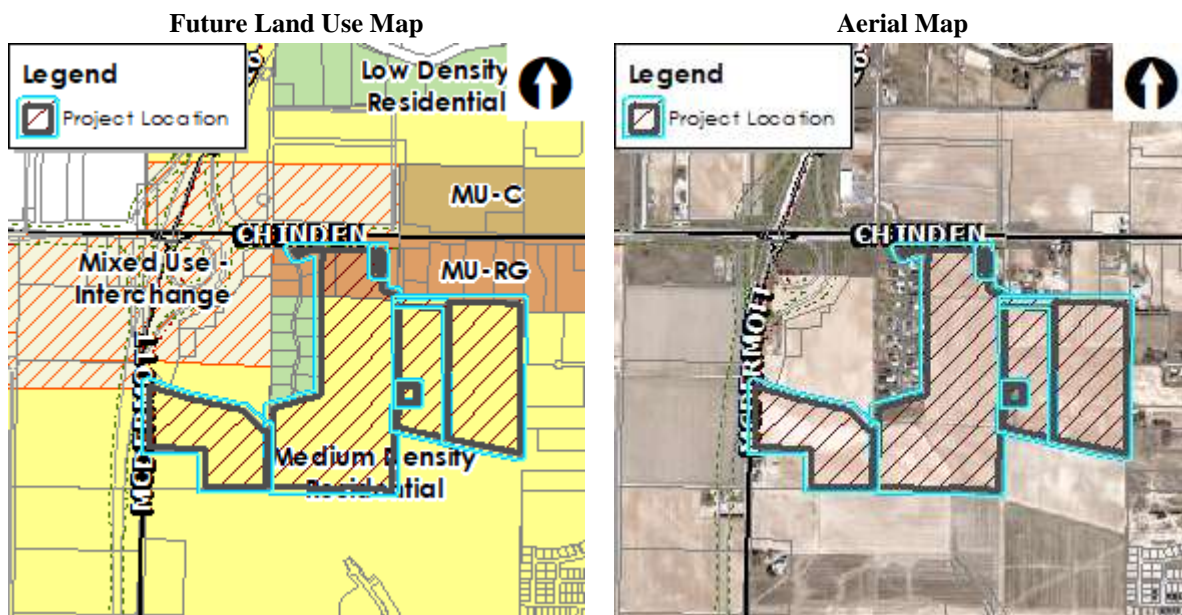 Future Land Use Map
Legend
Project Location
Low Density
Residential
MU-C
CHINDEN
Mixed Use -
Interchange
MU-RG
MCDERMOTT
Medium Density
Residential
Aerial Map
Legend
Project Location
CHINDEN
MCDERMOTT